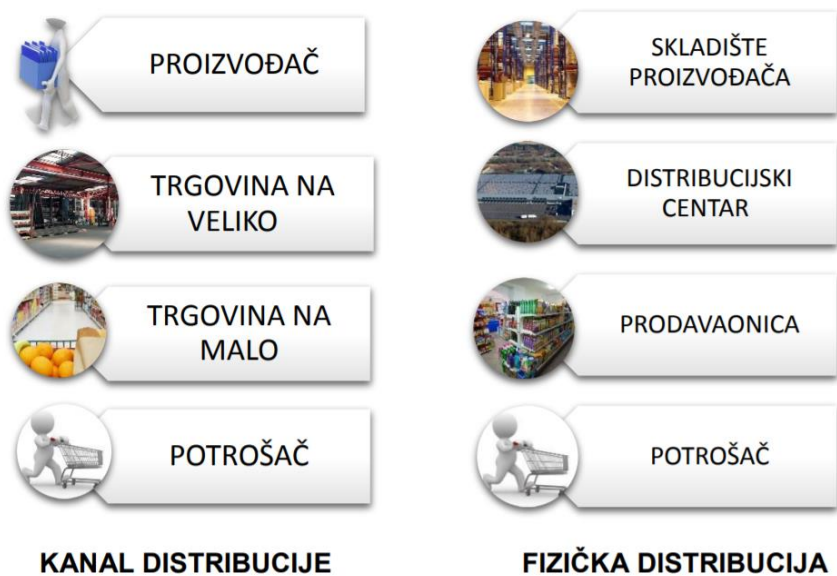 PROIZVOĐAČ
TRGOVINA NA
VELIKO
TRGOVINA NA
MALO
POTROŠAČ
KANAL DISTRIBUCIJE
SKLADIŠTE
PROIZVOĐAČA
DISTRIBUCIJSKI
CENTAR
PRODAVAONICA
POTROŠAČ
FIZIČKA DISTRIBUCIJA